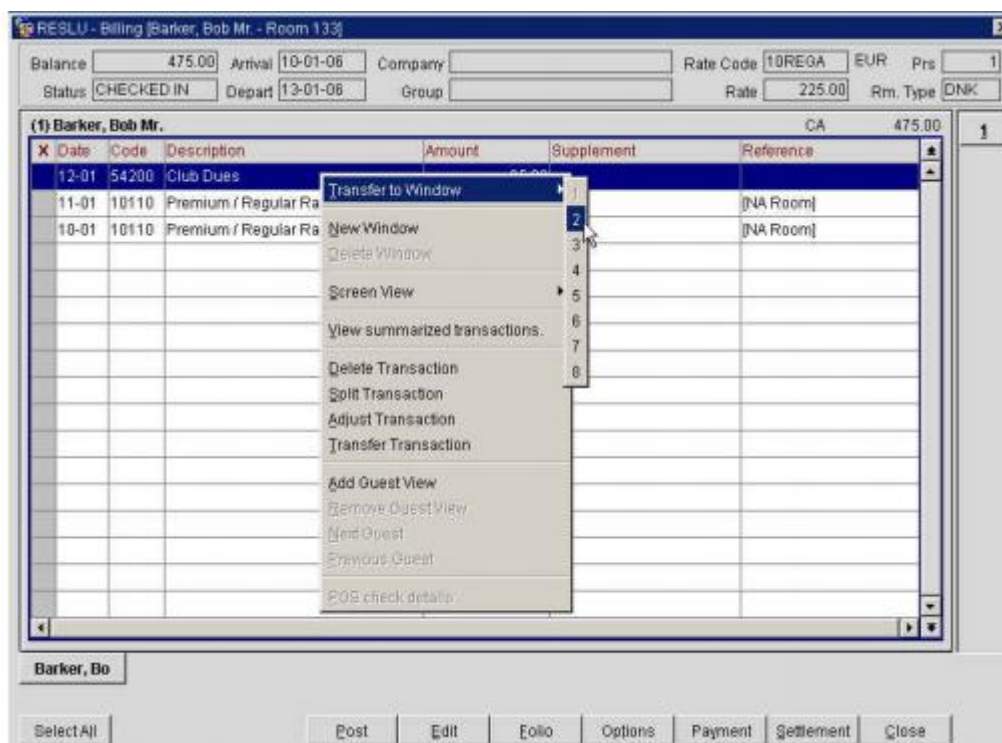 RESLU - Billing [Barker, Bob Mr. - Room 133]
Balance 475.00 Arrival 10-01-06 Company Rate Code 10REGA EUR Prs 1
Status CHECKED IN Depart 13-01-06 Group Rate 225.00 Rm. Type DNK
(1) Barker, Bob Mr. CA 475.00 1
X Date Code Description Amount Supplement Reference
12-01 54200 Club Dues
11-01 10110 Premium / Regular Ra [NA Room]
10-01 10110 Premium / Regular Ra [NA Room]
Transfer to Window
New Window
Delete Window
Screen View
View summarized transactions.
Delete Transaction
Split Transaction
Adjust Transaction
Transfer Transaction
Add Guest View
Remove Guest View
Next Guest
Previous Guest
POS check details
1
2
3
4
5
6
7
8
Barker, Bo
Select All Post Edit Folio Options Payment Settlement Close